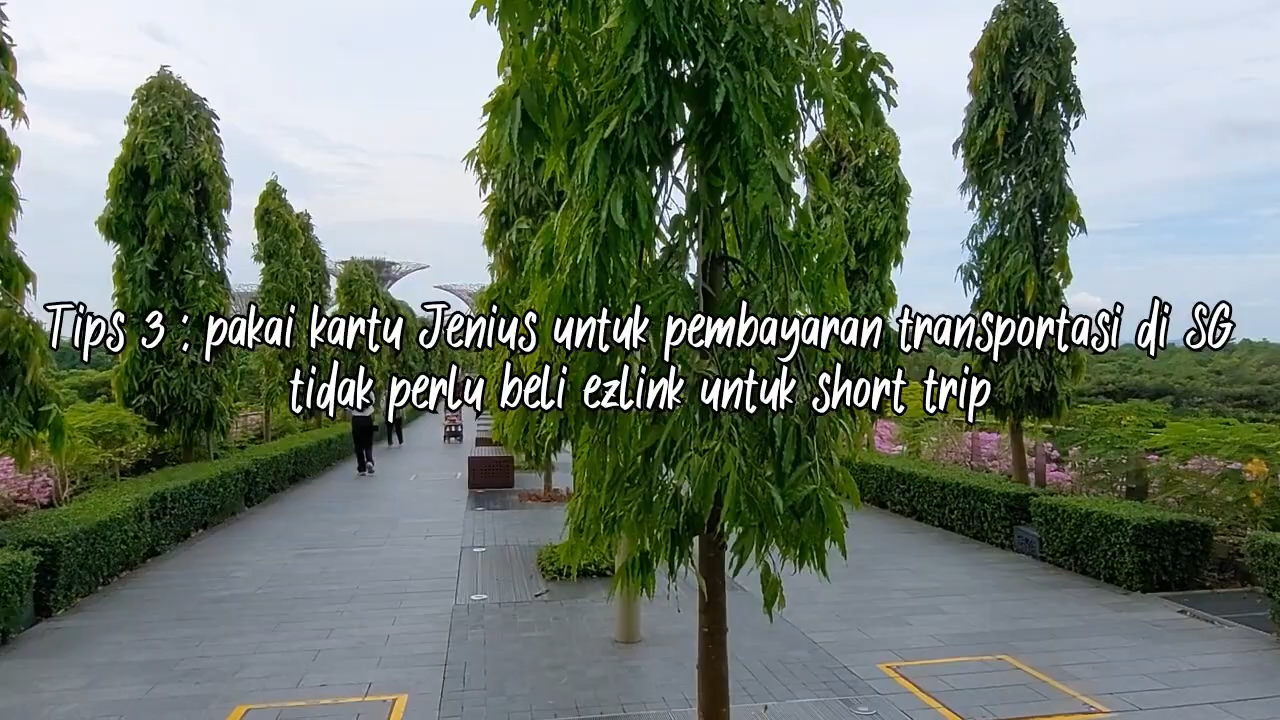 Tips 3 : pakai kartu Jenius untuk pembayaran transportasi di SG
tidak perlu beli ezlink untuk short trip